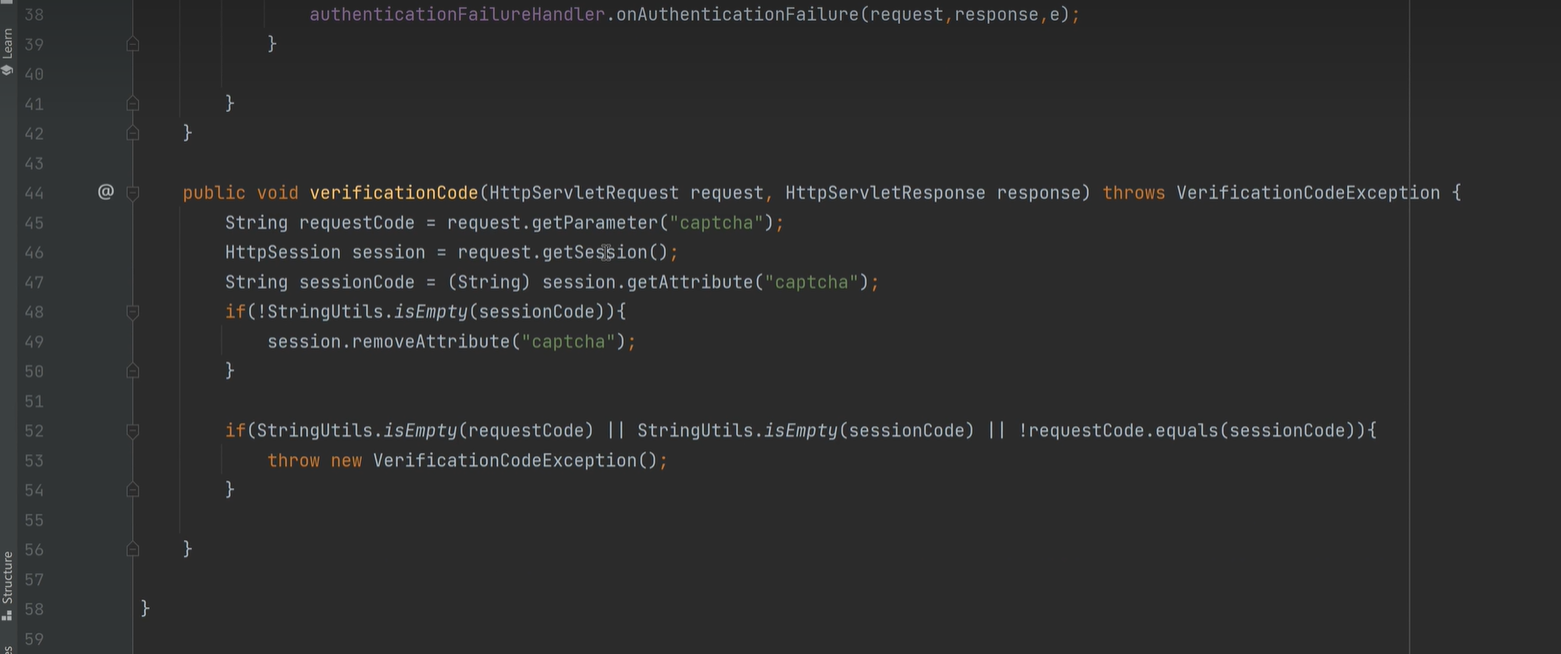 38 authenticationFailureHandler.onAuthenticationFailure(request,response,e);
Learn
39 }
40
41 }
42 }
43
44 @ public void verificationCode(HttpServletRequest request, HttpServletResponse response) throws VerificationCodeException {
45 String requestCode = request.getParameter("captcha");
46 HttpSession session = request.getSession();
47 String sessionCode = (String) session.getAttribute("captcha");
48 if(!StringUtils.isEmpty(sessionCode)){
49 session.removeAttribute("captcha");
50 }
51
52 if(StringUtils.isEmpty(requestCode) || StringUtils.isEmpty(sessionCode) || !requestCode.equals(sessionCode)){
53 throw new VerificationCodeException();
54 }
55
56 }
Structure
57
58 }
59